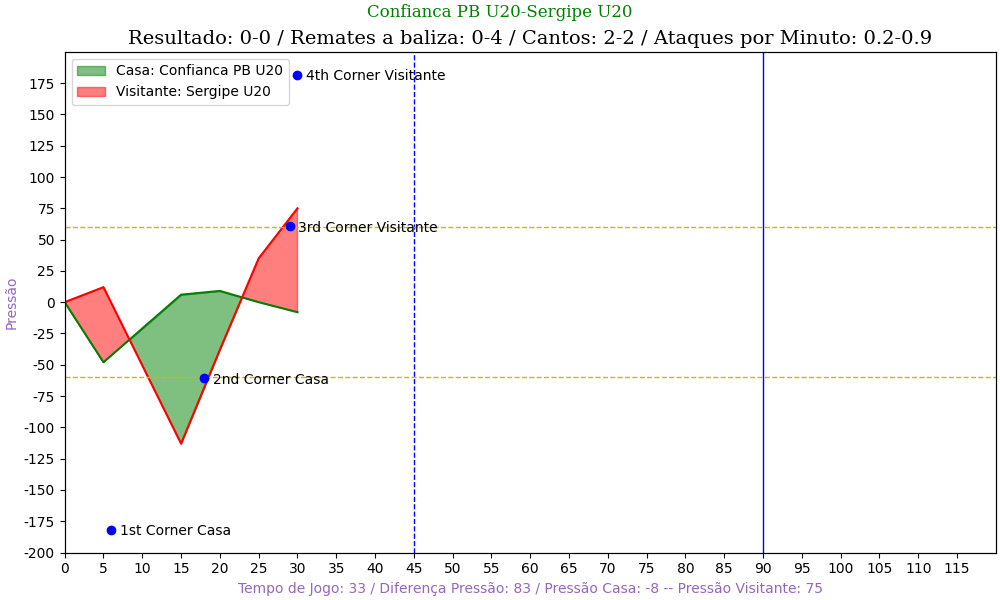 Confianca PB U20-Sergipe U20
Resultado: 0-0 / Remates a baliza: 0-4 / Cantos: 2-2 / Ataques por Minuto: 0.2-0.9
Casa: Confianca PB U20
Visitante: Sergipe U20
4th Corner Visitante
3rd Corner Visitante
2nd Corner Casa
1st Corner Casa
Pressão
175
150
125
100
75
50
25
0
-25
-50
-75
-100
-125
-150
-175
-200
0 5 10 15 20 25 30 35 40 45 50 55 60 65 70 75 80 85 90 95 100 105 110 115
Tempo de Jogo: 33 / Diferença Pressão: 83 / Pressão Casa: -8 -- Pressão Visitante: 75